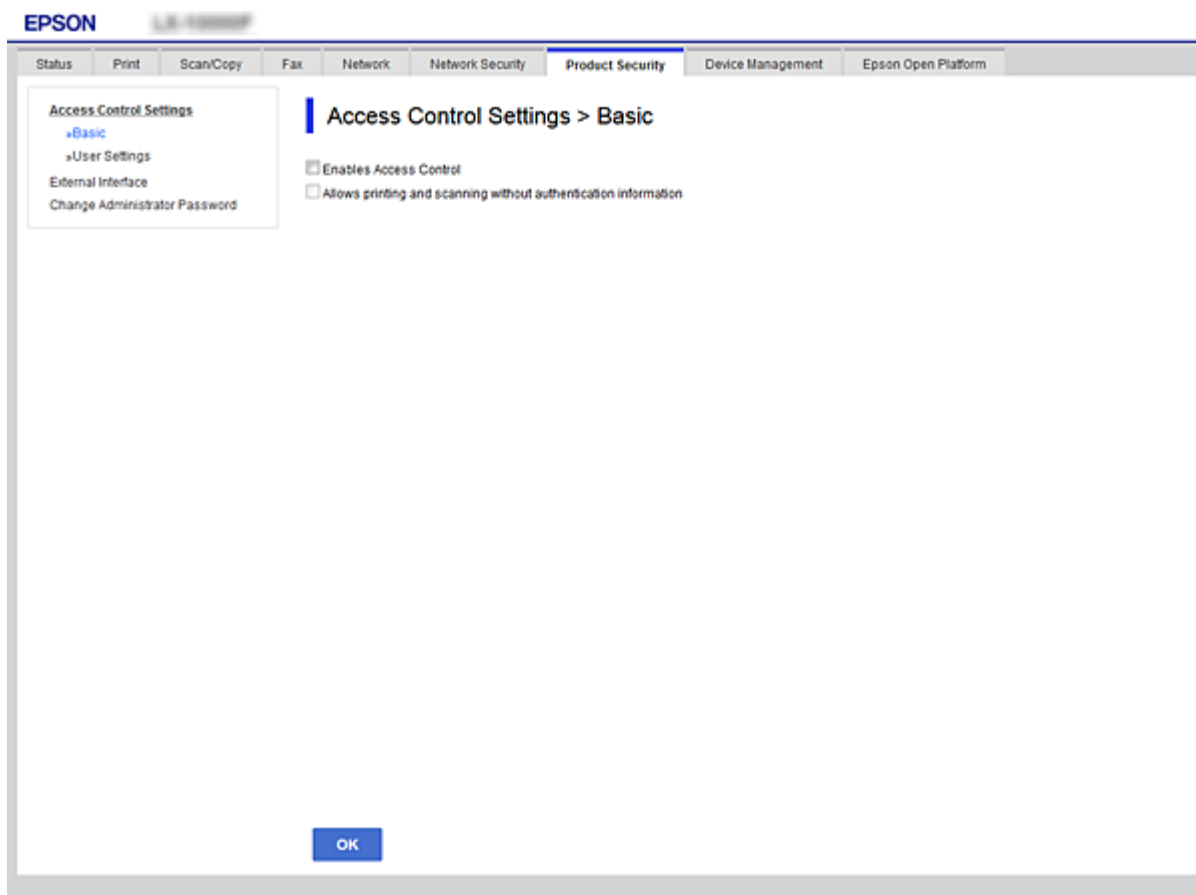 EPSON
Status Print Scan/Copy Fax Network Network Security Product Security Device Management Epson Open Platform
Access Control Settings
»Basic
»User Settings
External Interface
Change Administrator Password
Access Control Settings > Basic
Enables Access Control
Allows printing and scanning without authentication information
OK